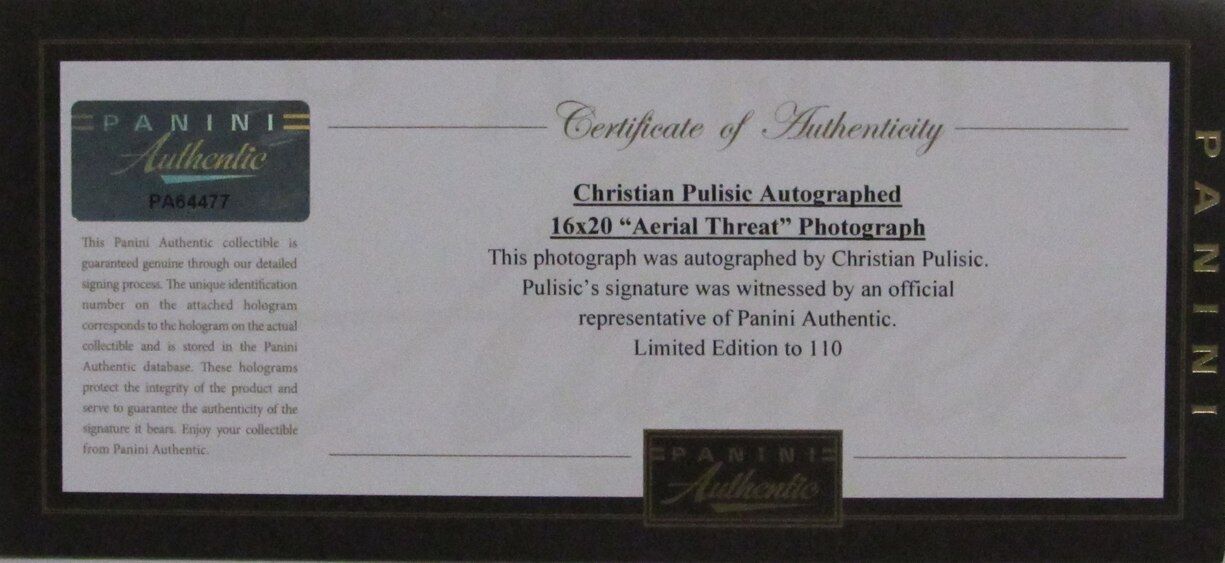 PANINI
Authentic
PA64477
This Panini Authentic collectible is
guaranteed genuine through our detailed
signing process. The unique identification
number on the attached hologram
corresponds to the hologram on the actual
collectible and is stored in the Panini
Authentic database. These holograms
protect the integrity of the product and
serve to guarantee the authenticity of the
signature it bears. Enjoy your collectible
from Panini Authentic.
Certificate of Authenticity
Christian Pulisic Autographed
16x20 “Aerial Threat” Photograph
This photograph was autographed by Christian Pulisic.
Pulisic’s signature was witnessed by an official
representative of Panini Authentic.
Limited Edition to 110
PANINI
Authentic
PANINI